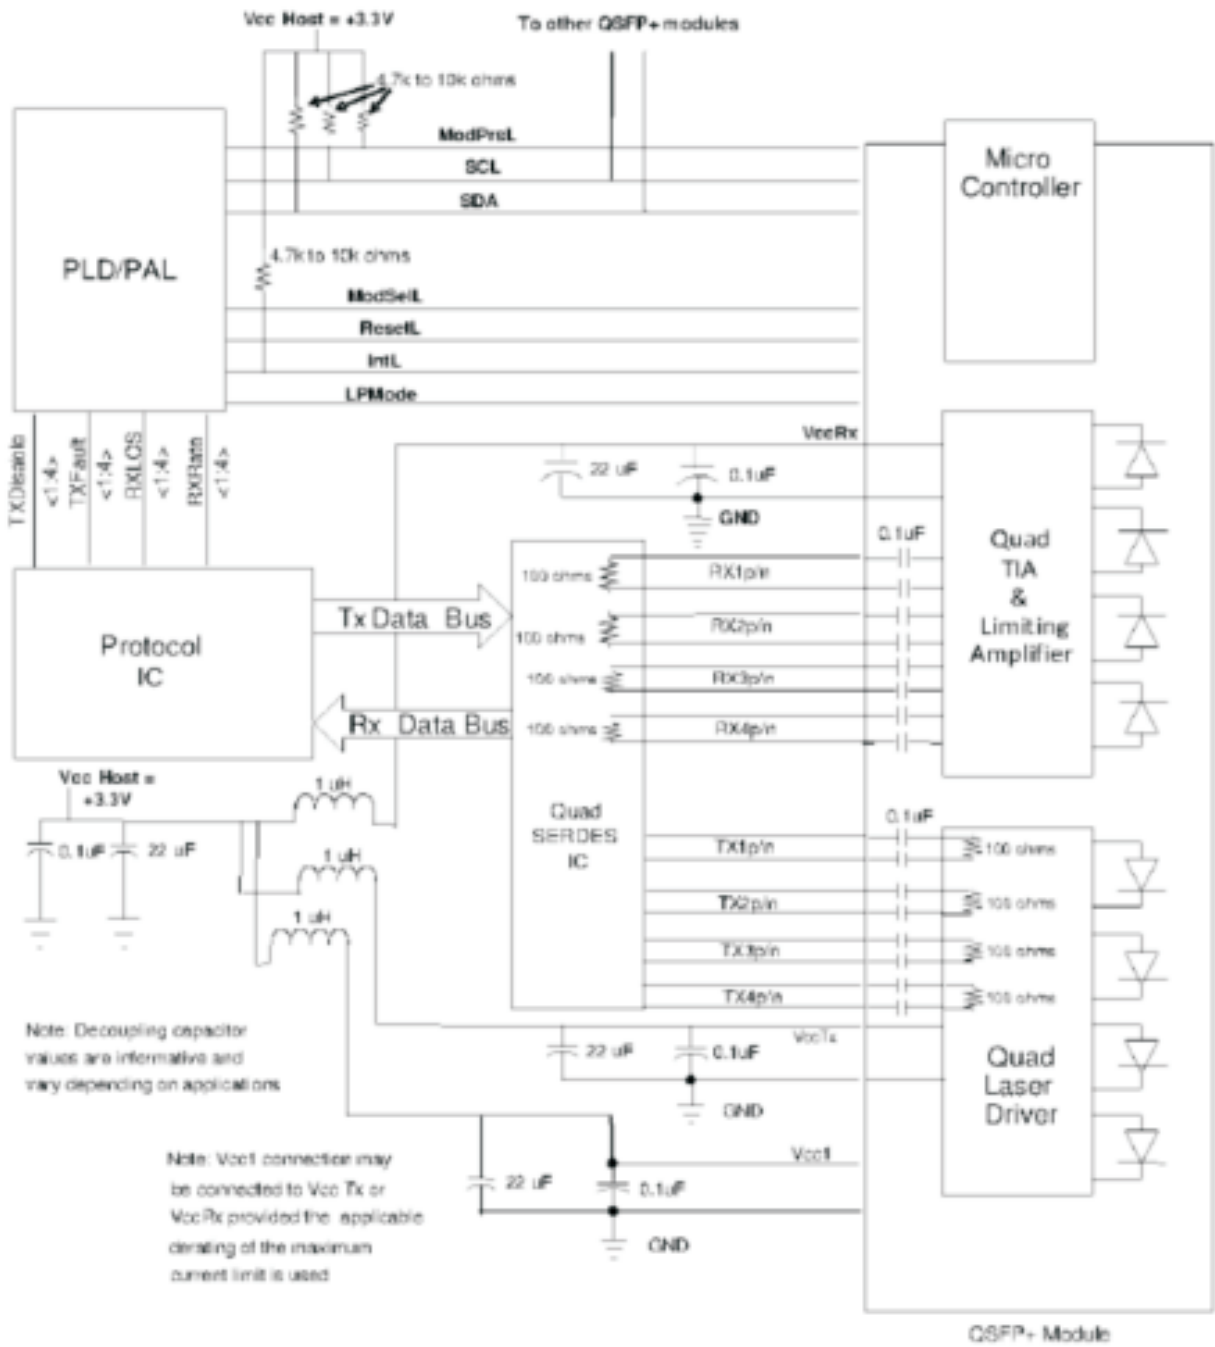 Vcc Host = +3.3V
To other QSFP+ modules
4.7k to 10k ohms
ModPrsL
SCL
SDA
PLD/PAL
4.7k to 10k ohms
ModSelL
ResetL
IntL
LPMode
Micro
Controller
TXDisable
<1:4>
TXFault
<1:4>
RXLOS
<1:4>
RXRate
<1:4>
VccRx
22 uF
0.1uF
GND
0.1uF
Quad
TIA
&
Limiting
Amplifier
100 ohms
RX1p/n
100 ohms
RX2p/n
100 ohms
RX3p/n
100 ohms
RX4p/n
Protocol
IC
Tx Data Bus
Rx Data Bus
Vcc Host =
+3.3V
0.1uF
22 uF
1 uH
1 uH
1 uH
Quad
SERDES
IC
0.1uF
TX1p/n
100 ohms
TX2p/n
100 ohms
TX3p/n
100 ohms
TX4p/n
100 ohms
Note: Decoupling capacitor
values are informative and
vary depending on applications
VccTx
22 uF
0.1uF
GND
Quad
Laser
Driver
Note: Vcc1 connection may
be connected to Vcc Tx or
Vcc Rx provided the applicable
derating of the maximum
current limit is used
Vcc1
22 uF
0.1uF
GND
QSFP+ Module